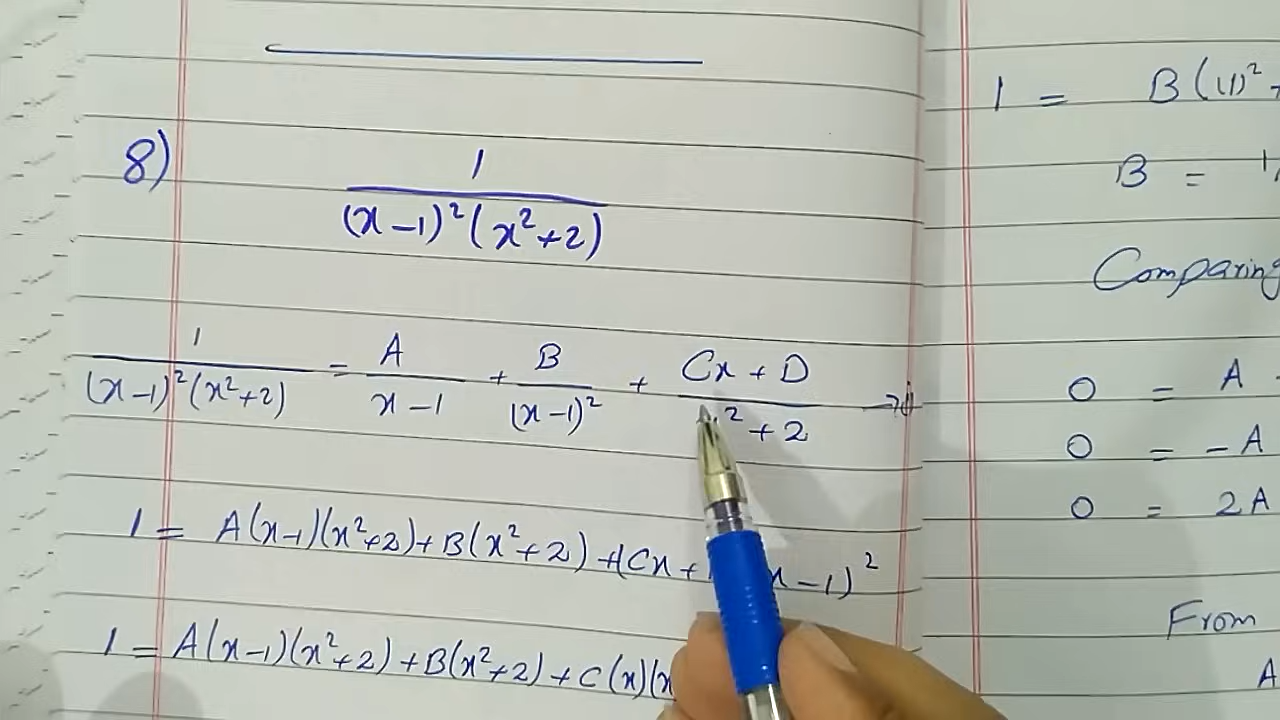 8)
1
(x-1)²(x²+2)
1/(x-1)²(x²+2) = A/x-1 + B/(x-1)² + Cx+D/x²+2
1 = A(x-1)(x²+2)+B(x²+2)+(Cx+ x-1)²
1 = A(x-1)(x²+2)+B(x²+2)+C(x)(x
1 = B(1)²+
B =
Comparing
0 = A
0 = -A
0 = 2A
From
A